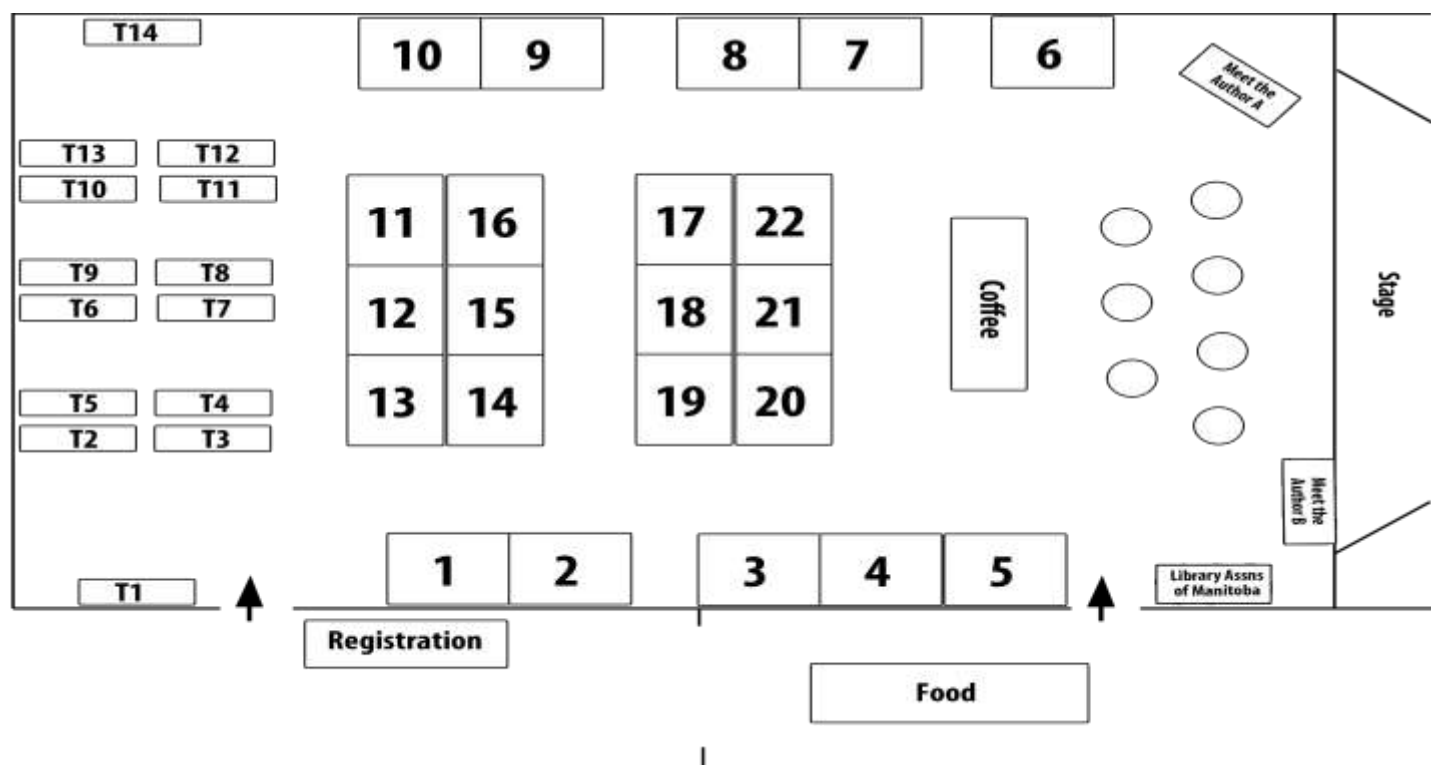 T14
10
9
8
7
6
Meet the
Author A
T13
T12
T10
T11
11
16
17
22
T9
T8
T6
T7
12
15
18
21
Coffee
Stage
T5
T4
T2
T3
13
14
19
20
Meet the
Author B
1
2
3
4
5
T1
Library Assns
of Manitoba
Registration
Food